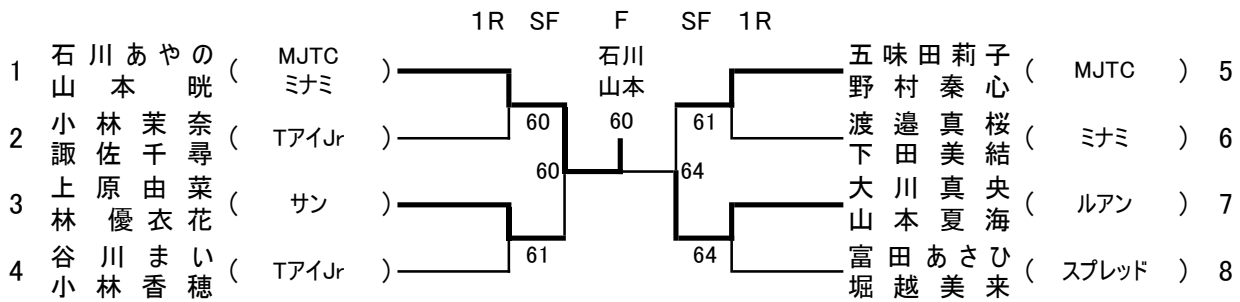 1R SF F SF 1R
石川
山本
60
1 石川あやの ( MJTC ) 
山本 晄 ミナミ
2 小林茉奈 ( TアイJr )
諏佐千尋
3 上原由菜 ( サン )
林優衣花
4 谷川まい ( TアイJr )
小林香穂
60
60
61
五味田莉子 ( MJTC ) 5
野村秦心
渡邉真桜 ( ミナミ ) 6
下田美結
大川真央 ( ルアン ) 7
山本夏海
富田あさひ ( スプレッド ) 8
堀越美来
61
64
64